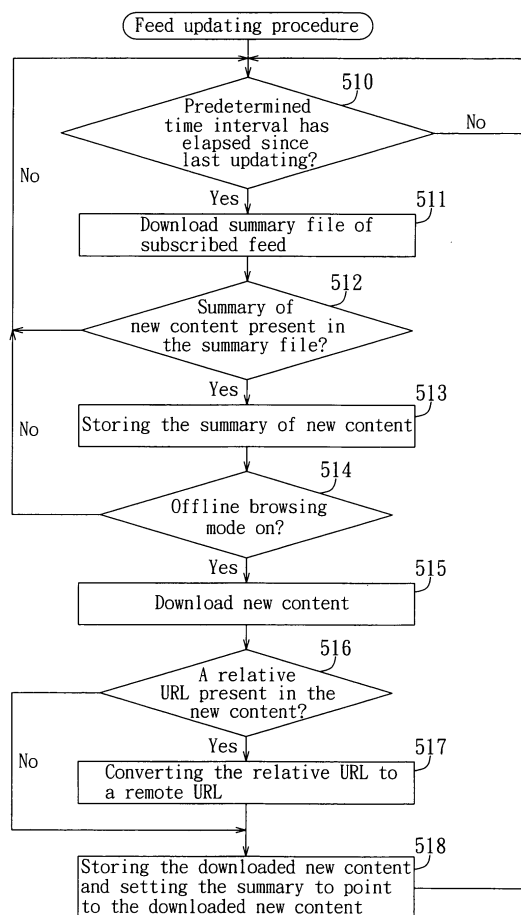 Feed updating procedure
510
Predetermined
time interval has
elapsed since
last updating?
No
No
Yes
511
Download summary file of
subscribed feed
512
Summary of
new content present in
the summary file?
Yes
513
No
Storing the summary of new content
514
Offline browsing
mode on?
Yes
515
Download new content
516
A relative
URL present in the
new content?
Yes
517
No
Converting the relative URL to
a remote URL
518
Storing the downloaded new content
and setting the summary to point
to the downloaded new content